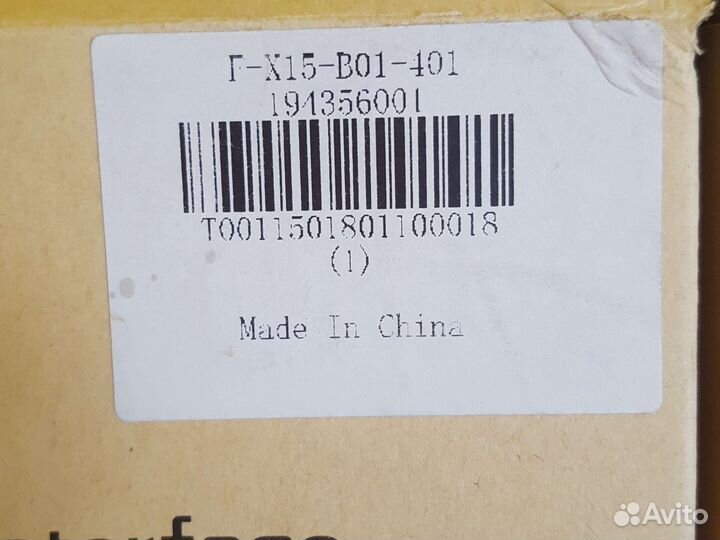 F-X15-B01-401
194356001
T0011501801100018
(1)
Made In China
Avito